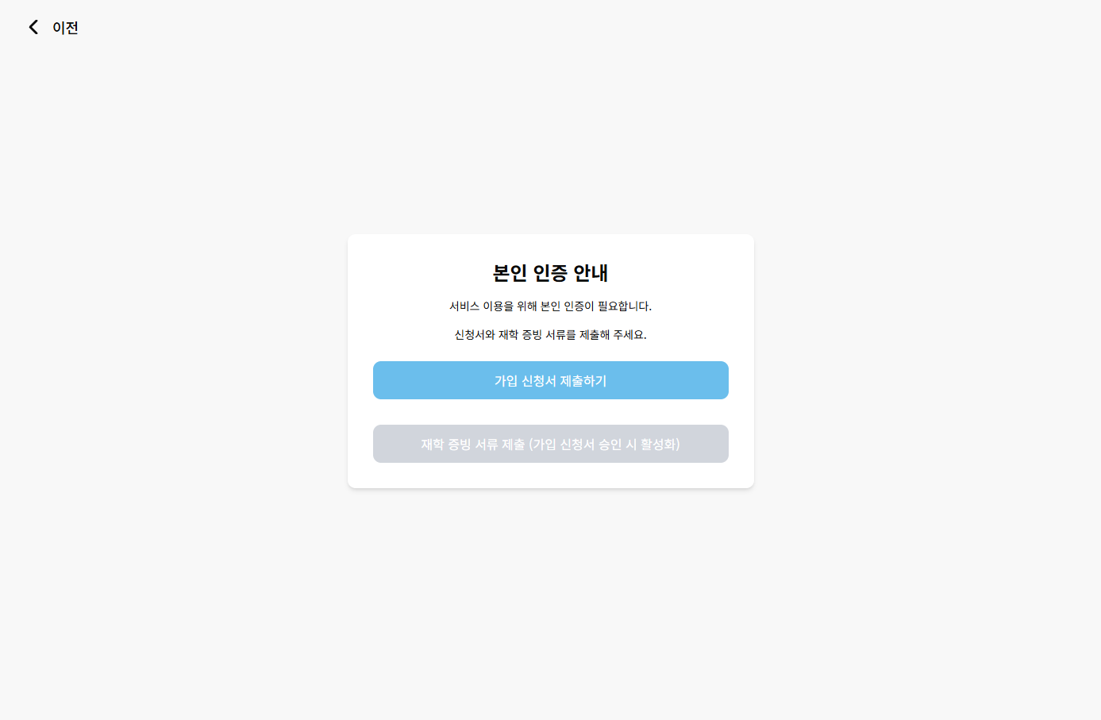 이전
본인 인증 안내
서비스 이용을 위해 본인 인증이 필요합니다.
신청서와 재학 증빙 서류를 제출해 주세요.
가입 신청서 제출하기
재학 증빙 서류 제출 (가입 신청서 승인 시 활성화)